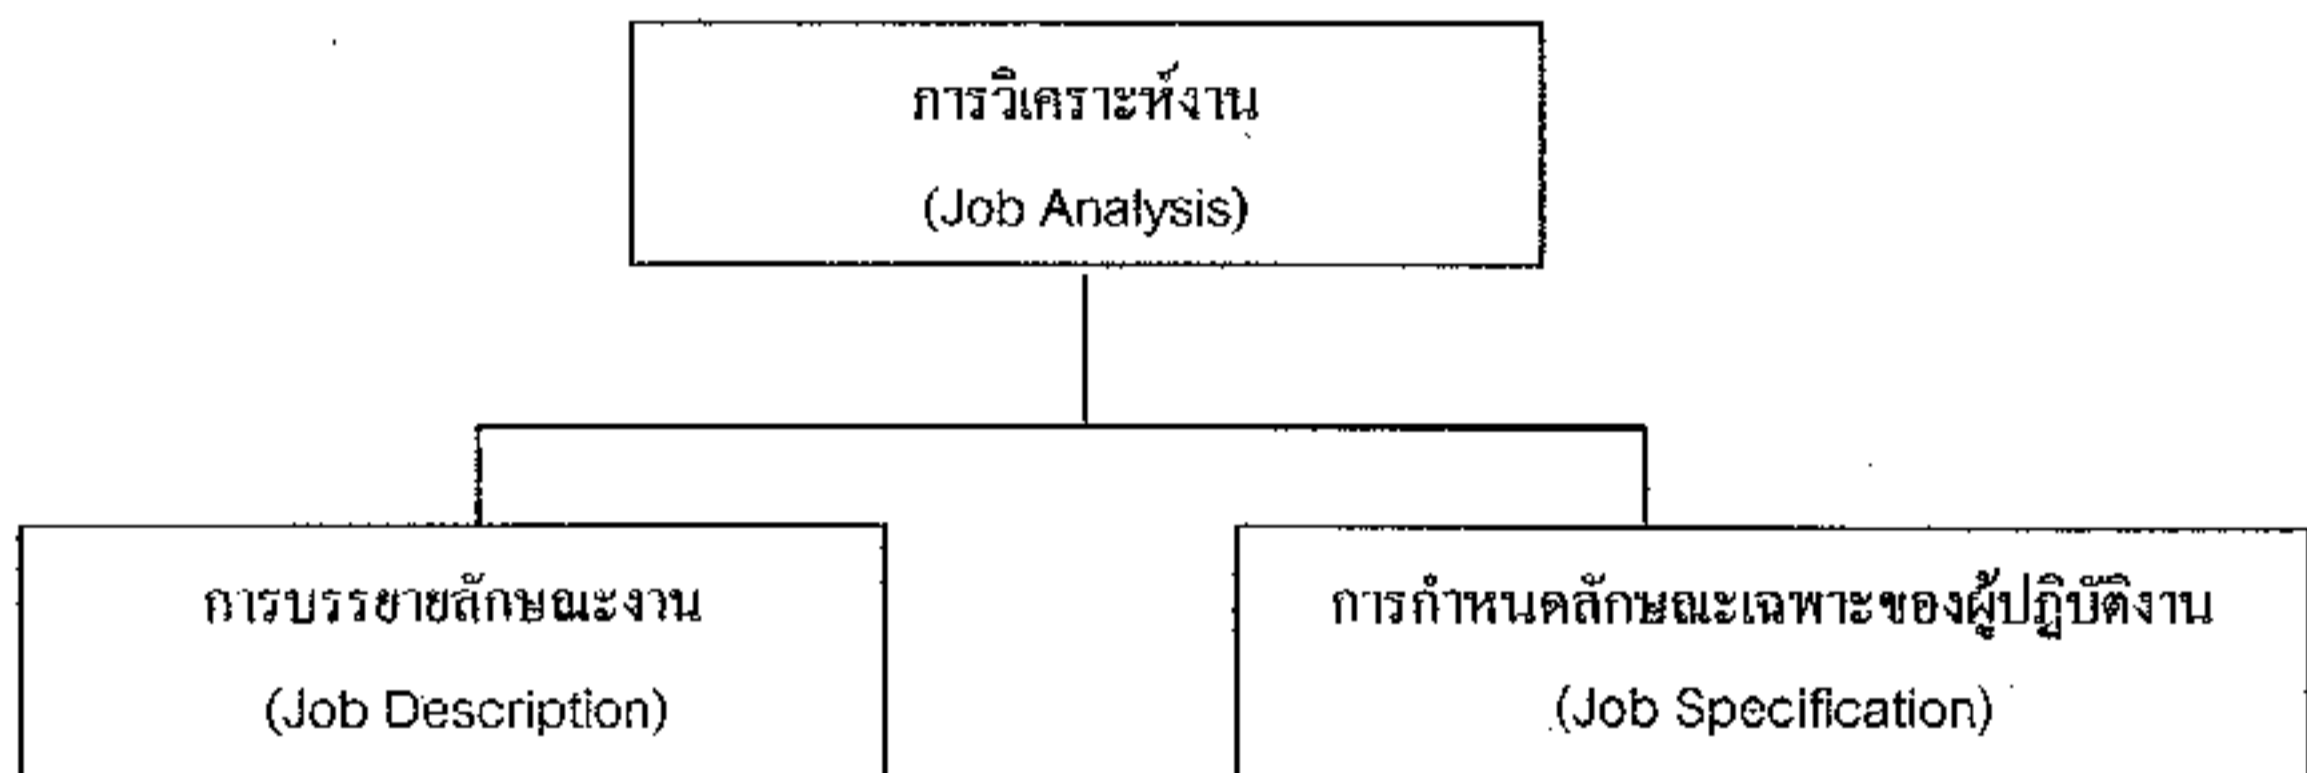 การวิเคราะห์งาน
(Job Analysis)
การบรรยายลักษณะงาน
(Job Description)
การกำหนดลักษณะเฉพาะของผู้ปฏิบัติงาน
(Job Specification)